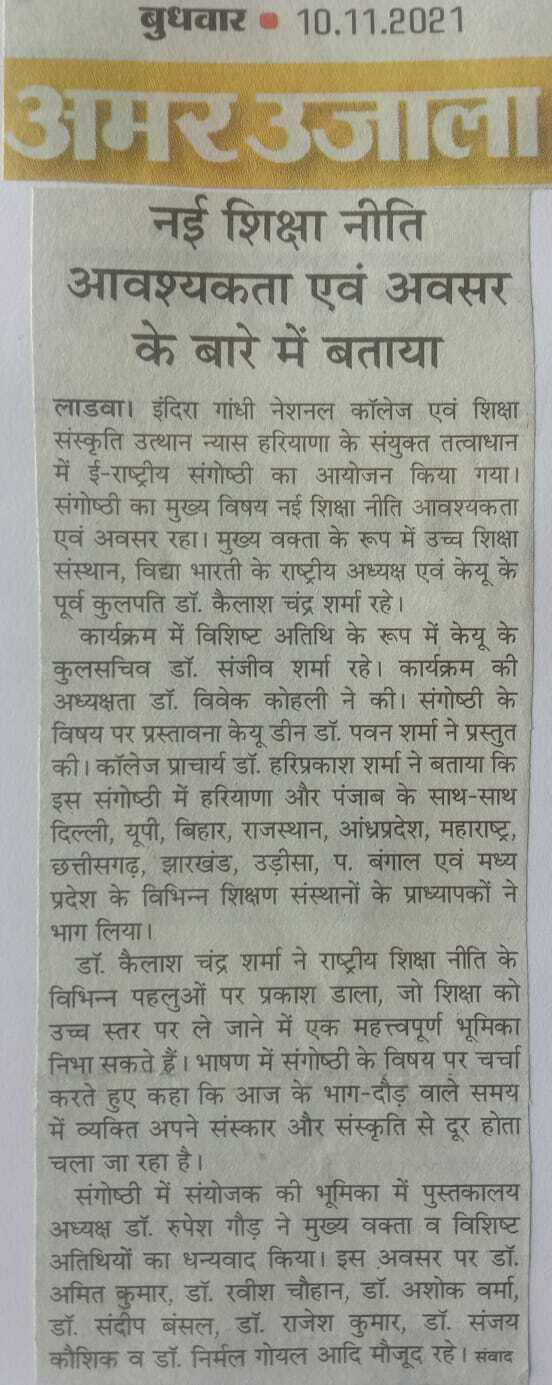 बुधवार • 10.11.2021
अमर उजाला
नई शिक्षा नीति
आवश्यकता एवं अवसर
के बारे में बताया
लाडवा। इंदिरा गांधी नेशनल कॉलेज एवं शिक्षा
संस्कृति उत्थान न्यास हरियाणा के संयुक्त तत्वाधान
में ई-राष्ट्रीय संगोष्ठी का आयोजन किया गया।
संगोष्ठी का मुख्य विषय नई शिक्षा नीति आवश्यकता
एवं अवसर रहा। मुख्य वक्ता के रूप में उच्च शिक्षा
संस्थान, विद्या भारती के राष्ट्रीय अध्यक्ष एवं केयू के
पूर्व कुलपति डॉ. कैलाश चंद्र शर्मा रहे।
कार्यक्रम में विशिष्ट अतिथि के रूप में केयू के
कुलसचिव डॉ. संजीव शर्मा रहे। कार्यक्रम की
अध्यक्षता डॉ. विवेक कोहली ने की। संगोष्ठी के
विषय पर प्रस्तावना केयू डीन डॉ. पवन शर्मा ने प्रस्तुत
की। कॉलेज प्राचार्य डॉ. हरिप्रकाश शर्मा ने बताया कि
इस संगोष्ठी में हरियाणा और पंजाब के साथ-साथ
दिल्ली, यूपी, बिहार, राजस्थान, आंध्रप्रदेश, महाराष्ट्र,
छत्तीसगढ़, झारखंड, उड़ीसा, प. बंगाल एवं मध्य
प्रदेश के विभिन्न शिक्षण संस्थानों के प्राध्यापकों ने
भाग लिया।
डॉ. कैलाश चंद्र शर्मा ने राष्ट्रीय शिक्षा नीति के
विभिन्न पहलुओं पर प्रकाश डाला, जो शिक्षा को
उच्च स्तर पर ले जाने में एक महत्त्वपूर्ण भूमिका
निभा सकते हैं। भाषण में संगोष्ठी के विषय पर चर्चा
करते हुए कहा कि आज के भाग-दौड़ वाले समय
में व्यक्ति अपने संस्कार और संस्कृति से दूर होता
चला जा रहा है।
संगोष्ठी में संयोजक की भूमिका में पुस्तकालय
अध्यक्ष डॉ. रुपेश गौड़ ने मुख्य वक्ता व विशिष्ट
अतिथियों का धन्यवाद किया। इस अवसर पर डॉ.
अमित कुमार, डॉ. रवीश चौहान, डॉ. अशोक वर्मा,
डॉ. संदीप बंसल, डॉ. राजेश कुमार, डॉ. संजय
कौशिक व डॉ. निर्मल गोयल आदि मौजूद रहे। संवाद